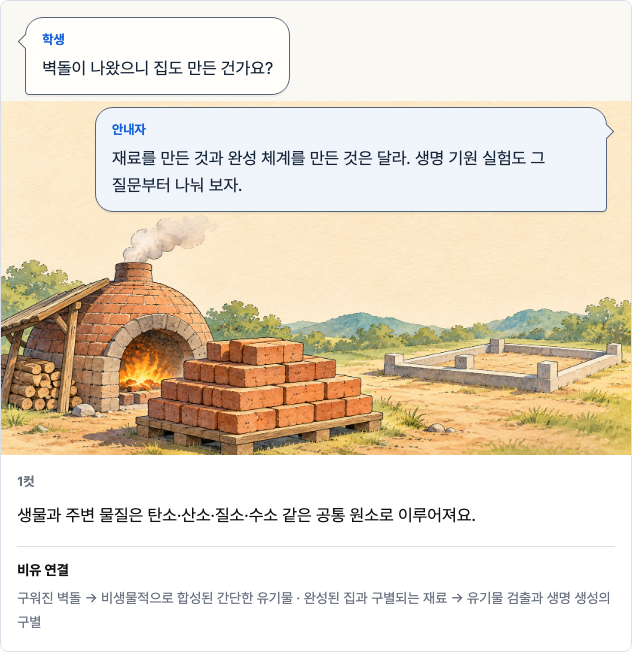 학생
벽돌이 나왔으니 집도 만든 건가요?
안내자
재료를 만든 것과 완성 체계를 만든 것은 달라. 생명 기원 실험도 그
질문부터 나눠 보자.
1컷
생물과 주변 물질은 탄소·산소·질소·수소 같은 공통 원소로 이루어져요.
비유 연결
구워진 벽돌 → 비생물적으로 합성된 간단한 유기물 · 완성된 집과 구별되는 재료 → 유기물 검출과 생명 생성의
구별